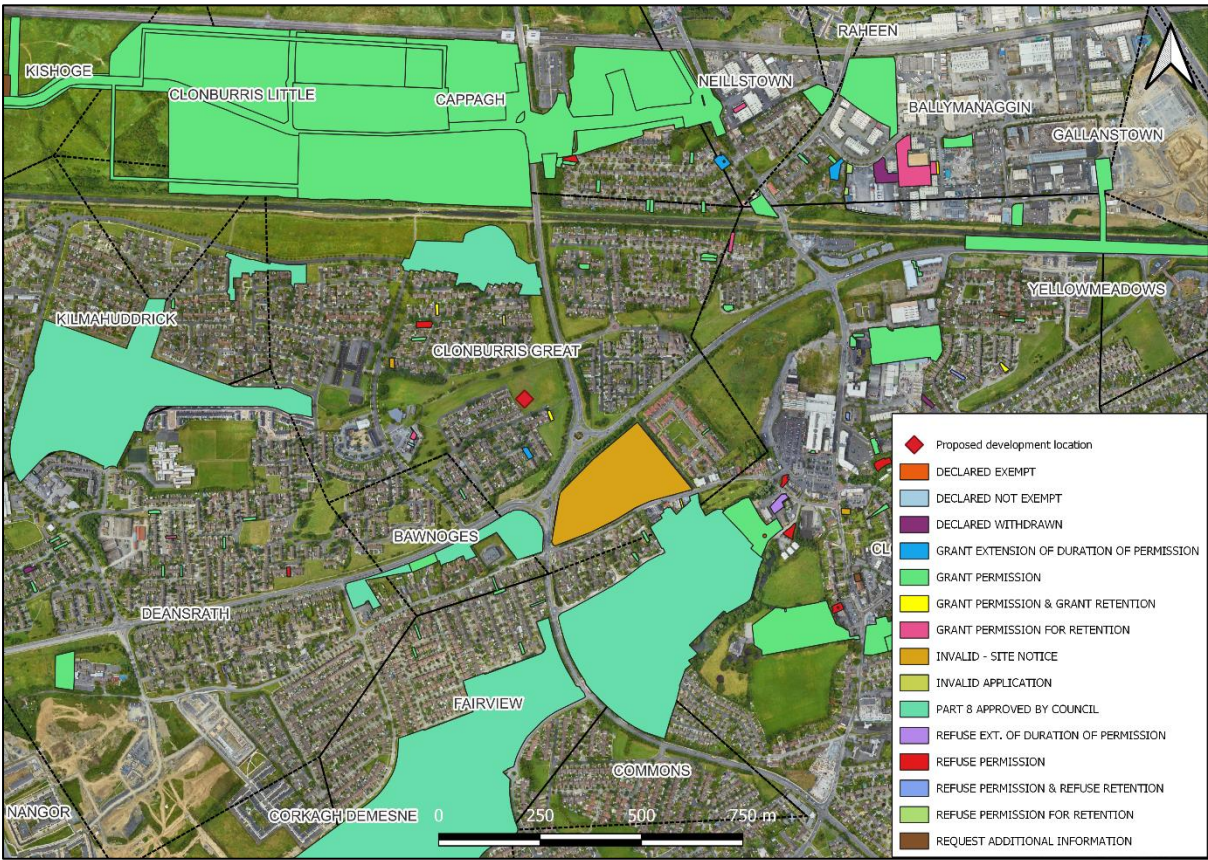 RAHEEN
KISHOGE
NEILLSTOWN
CLONBURRIS LITTLE
CAPPAGH
BALLYMANAGGIN
GALLANSTOWN
YELLOWMEADOWS
KILMAHUDDRICK
CLONBURRIS GREAT
BAWNOGES
CL
DEANSRATH
FAIRVIEW
COMMONS
NANGOR
CORKAGH DEMESNE
0 250 500 750 m
Proposed development location
DECLARED EXEMPT
DECLARED NOT EXEMPT
DECLARED WITHDRAWN
GRANT EXTENSION OF DURATION OF PERMISSION
GRANT PERMISSION
GRANT PERMISSION & GRANT RETENTION
GRANT PERMISSION FOR RETENTION
INVALID - SITE NOTICE
INVALID APPLICATION
PART 8 APPROVED BY COUNCIL
REFUSE EXT. OF DURATION OF PERMISSION
REFUSE PERMISSION
REFUSE PERMISSION & REFUSE RETENTION
REFUSE PERMISSION FOR RETENTION
REQUEST ADDITIONAL INFORMATION